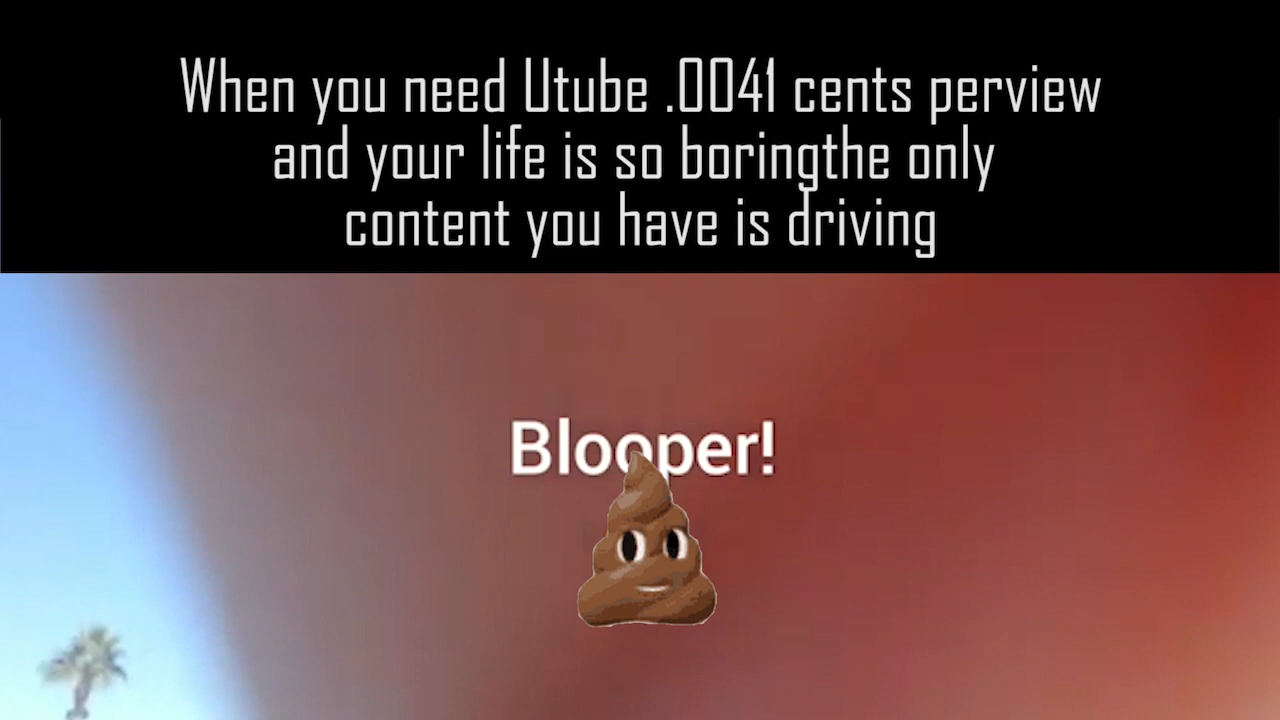 When you need Utube .0041 cents perview
and your life is so boringthe only
content you have is driving
Blooper!